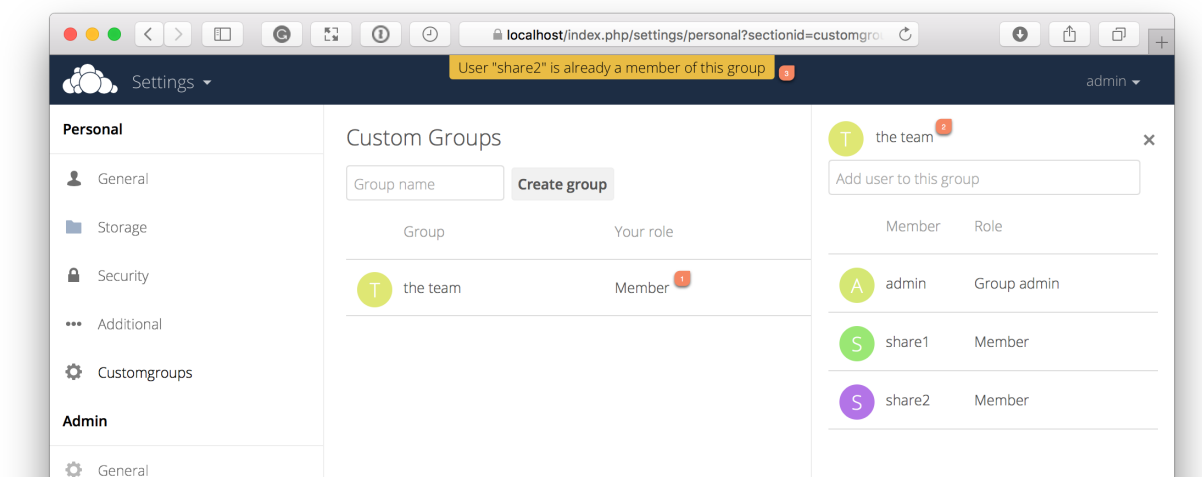 localhost/index.php/settings/personal?sectionid=customgro
User "share2" is already a member of this group 3
Settings
admin
Personal
General
Storage
Security
Additional
Customgroups
Admin
General
Custom Groups
Group name
Create group
Group Your role
T the team Member 1
T the team 2
Add user to this group
Member Role
A admin Group admin
S share1 Member
S share2 Member